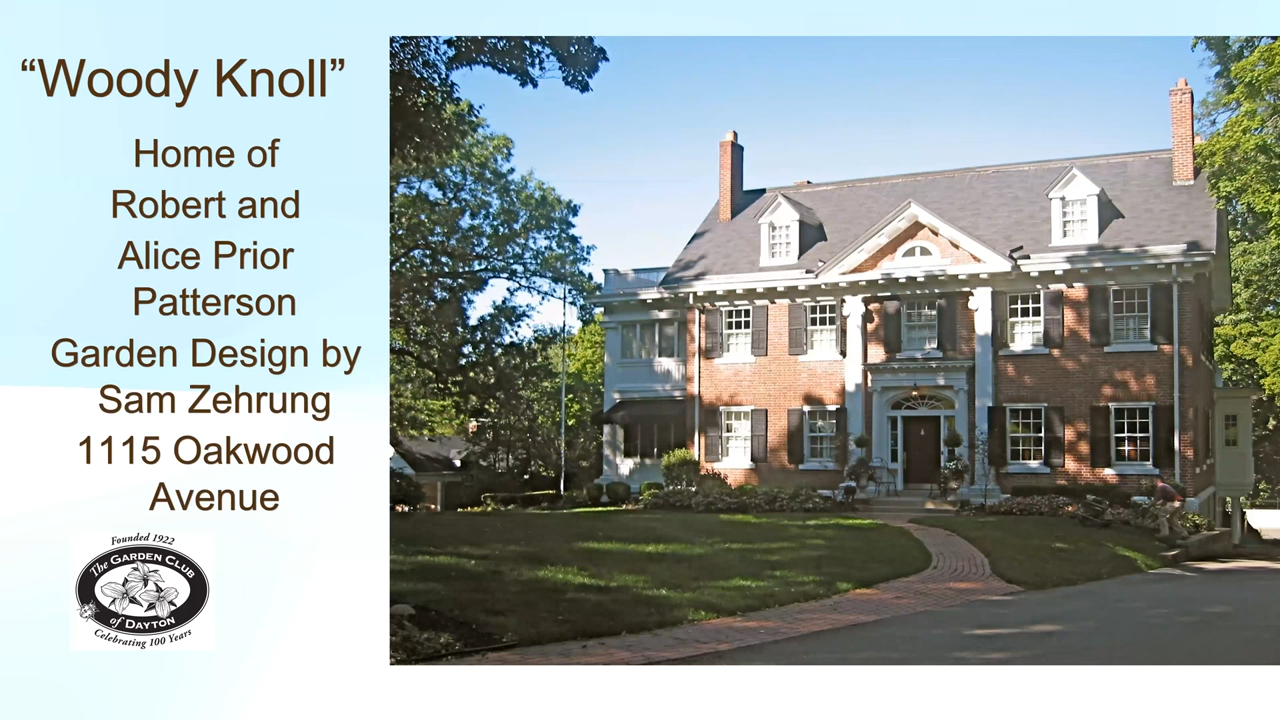 “Woody Knoll”
Home of
Robert and
Alice Prior
Patterson
Garden Design by
Sam Zehrung
1115 Oakwood
Avenue
Founded 1922
The GARDEN CLUB
of DAYTON
Celebrating 100 Years